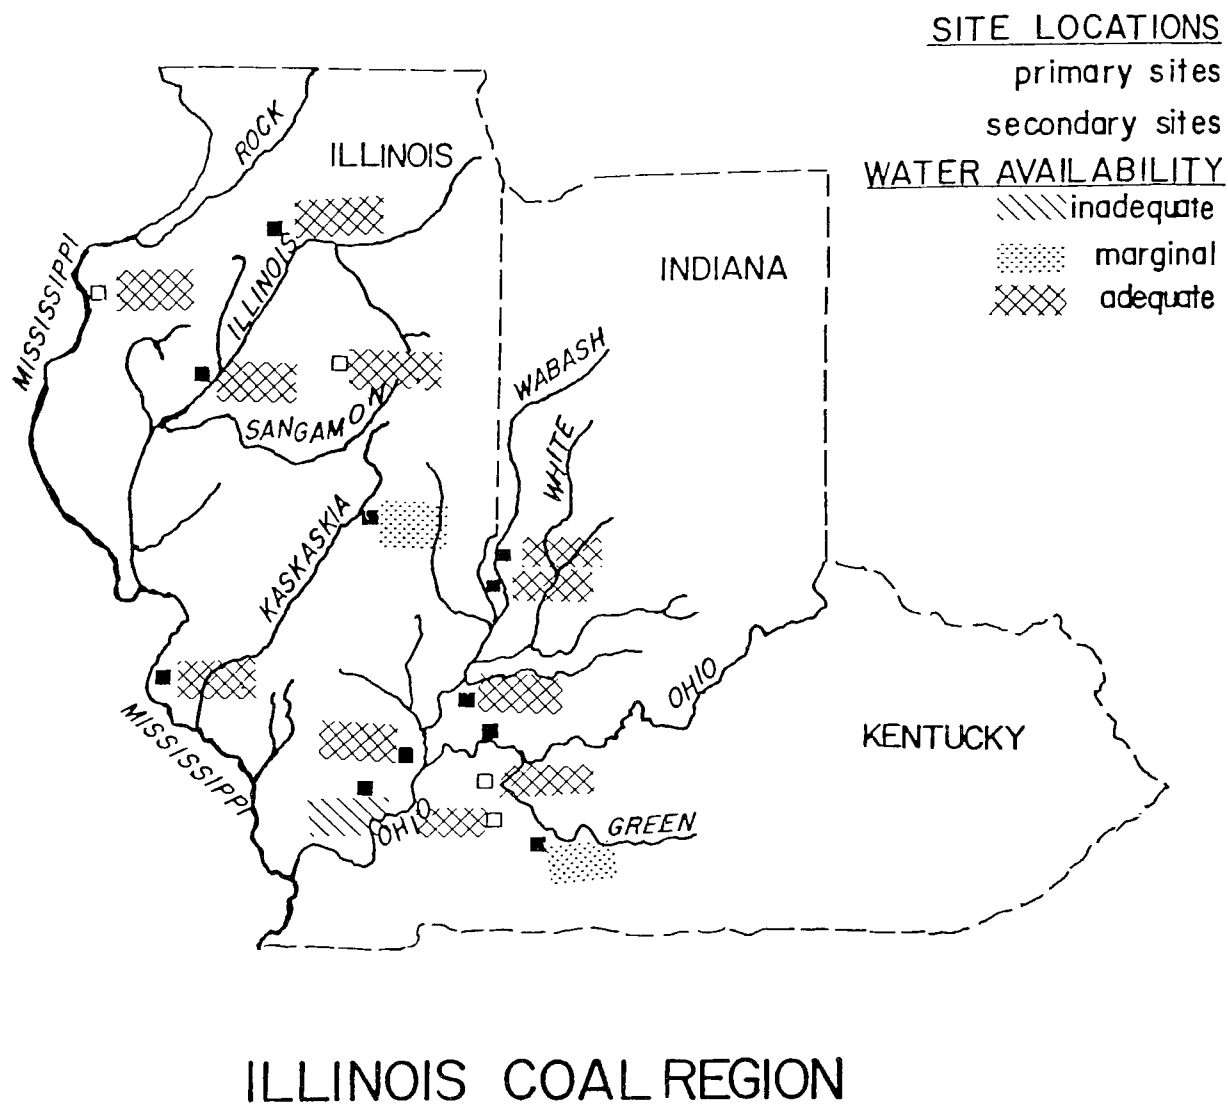 SITE LOCATIONS
primary sites
secondary sites
WATER AVAILABILITY
inadequate
marginal
adequate
ROCK
ILLINOIS
MISSISSIPPI
ILLINOIS
INDIANA
WABASH
SANGAMON
WHITE
KASKASKIA
OHIO
MISSISSIPPI
KENTUCKY
OHIO
GREEN
ILLINOIS COAL REGION